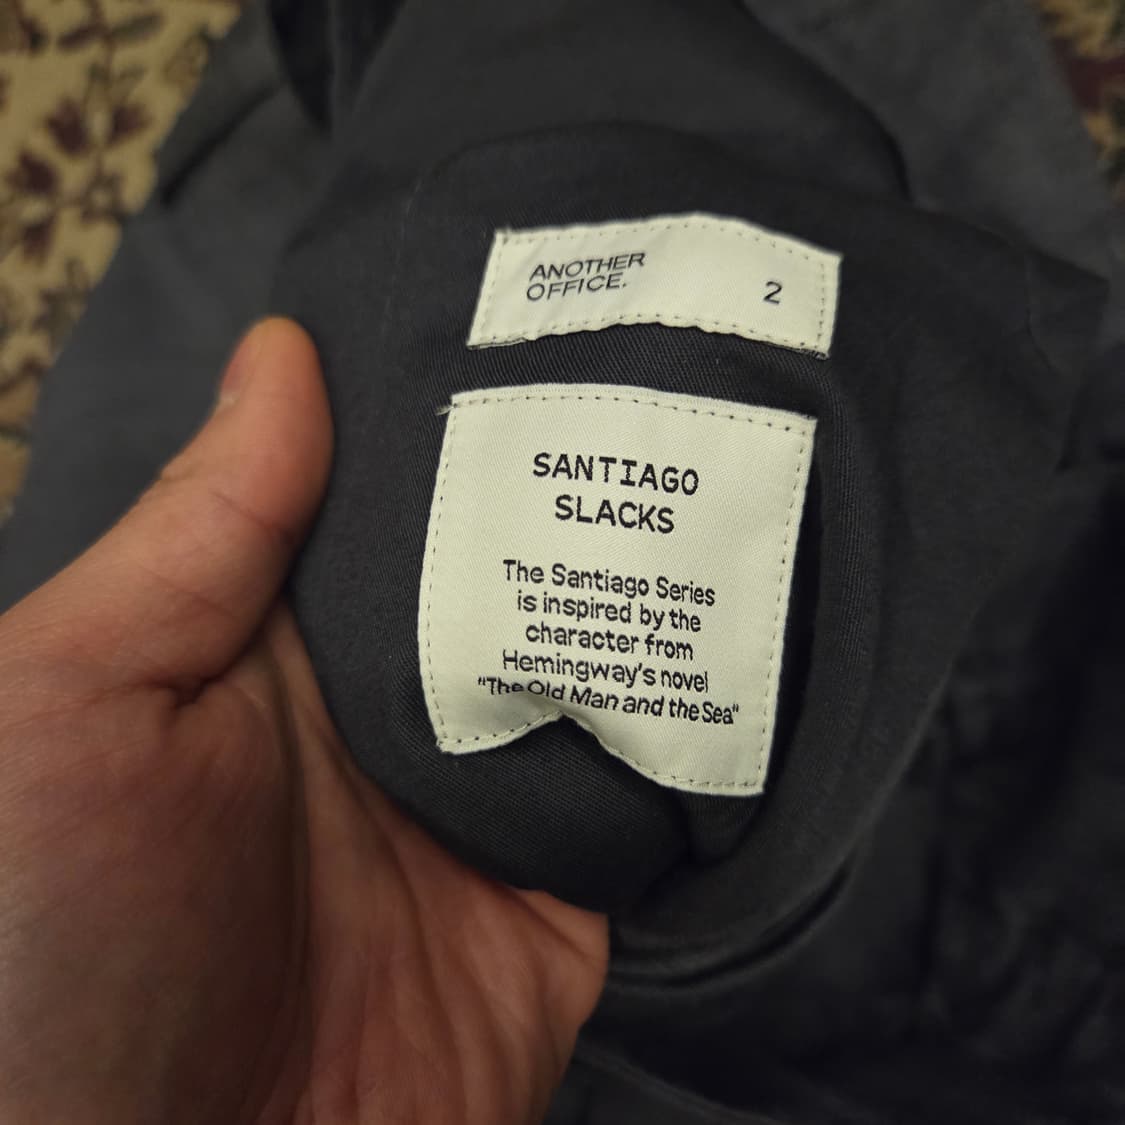 ANOTHER
OFFICE.
2
SANTIAGO
SLACKS
The Santiago Series
is inspired by the
character from
Hemingway's novel
"The Old Man and the Sea"